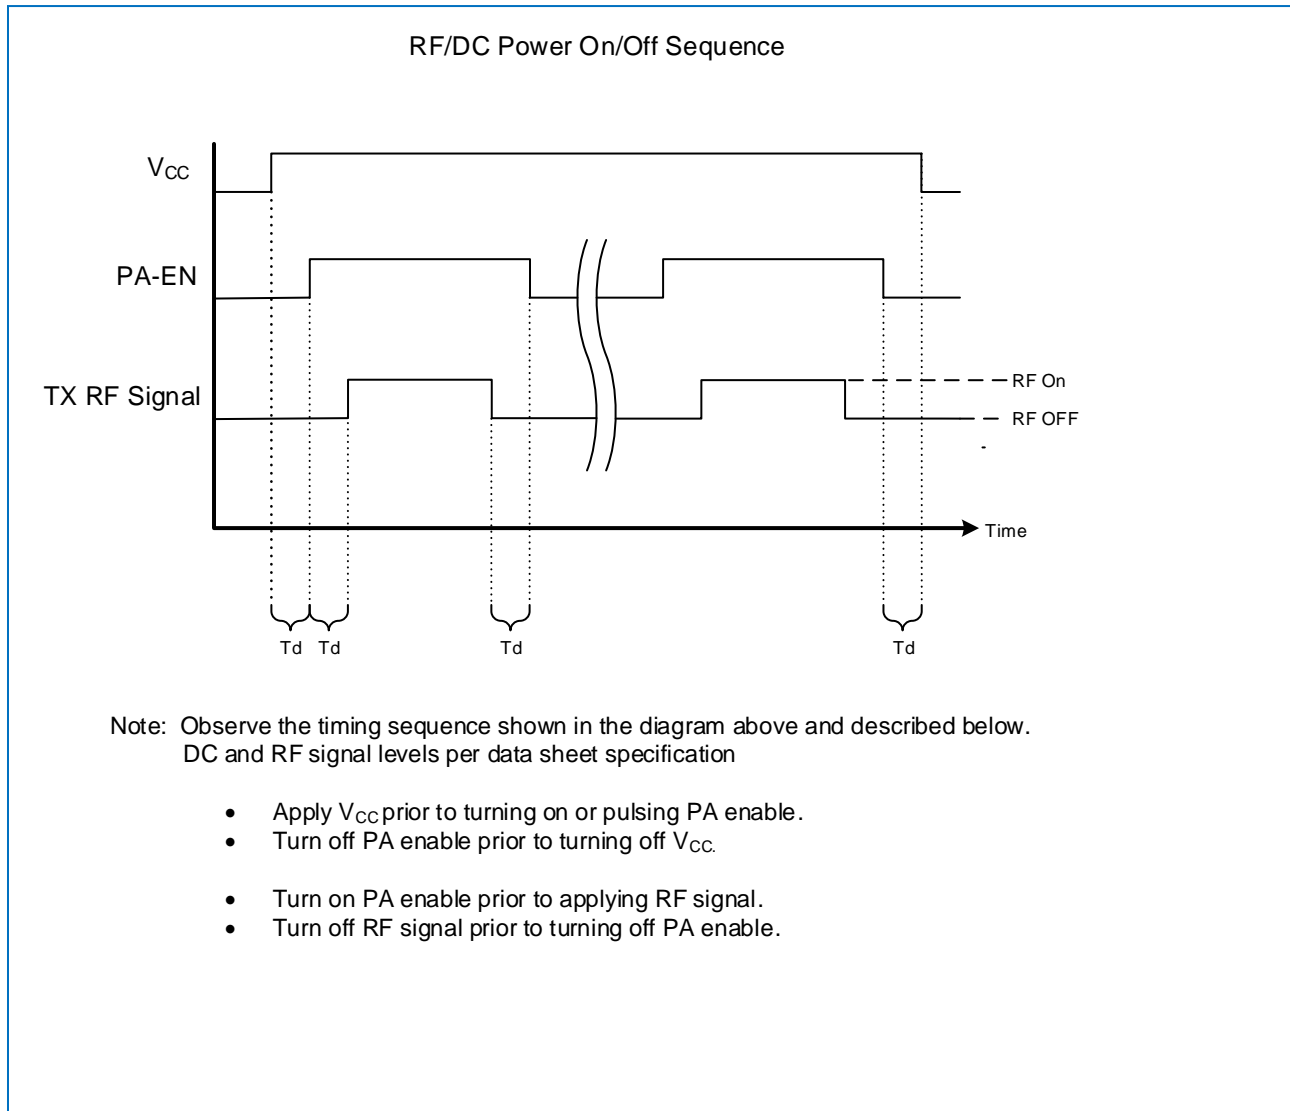 RF/DC Power On/Off Sequence
VCC
PA-EN
TX RF Signal
RF On
RF OFF
-
Time
Td Td Td Td
Note: Observe the timing sequence shown in the diagram above and described below.
DC and RF signal levels per data sheet specification
• Apply VCC prior to turning on or pulsing PA enable.
• Turn off PA enable prior to turning off VCC.
• Turn on PA enable prior to applying RF signal.
• Turn off RF signal prior to turning off PA enable.